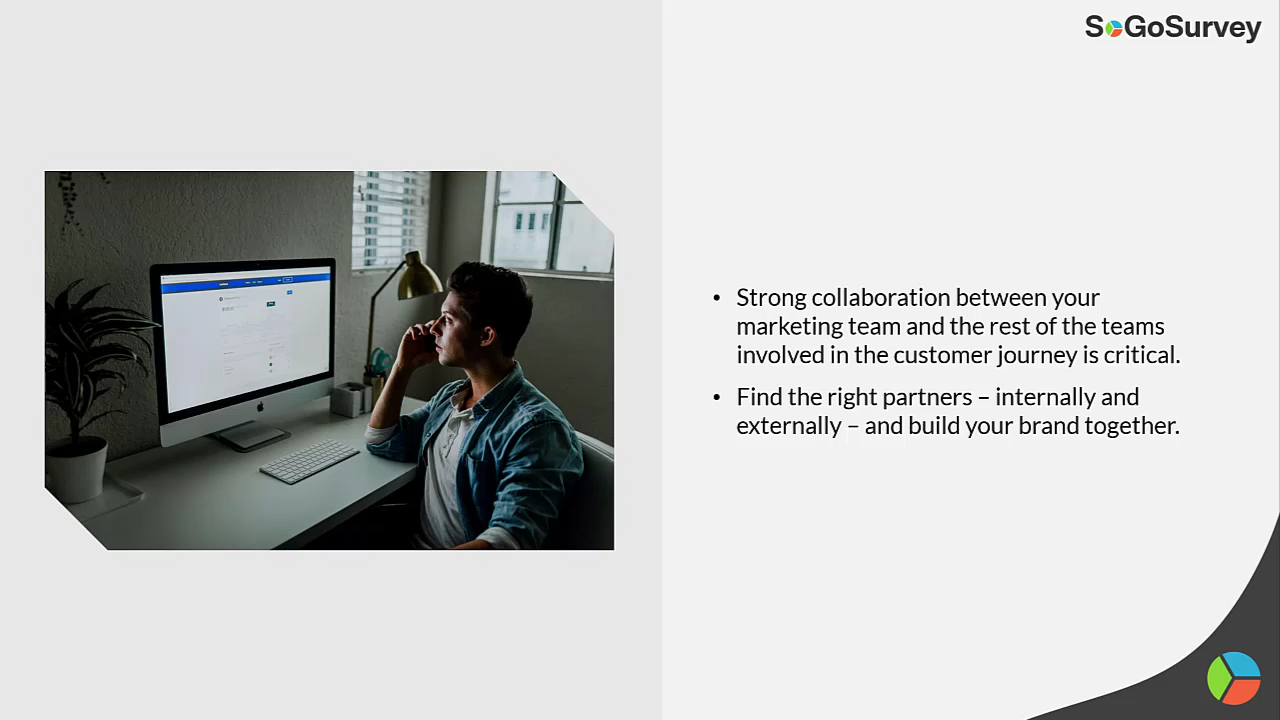 SoGoSurvey
• Strong collaboration between your
marketing team and the rest of the teams
involved in the customer journey is critical.
• Find the right partners – internally and
externally – and build your brand together.